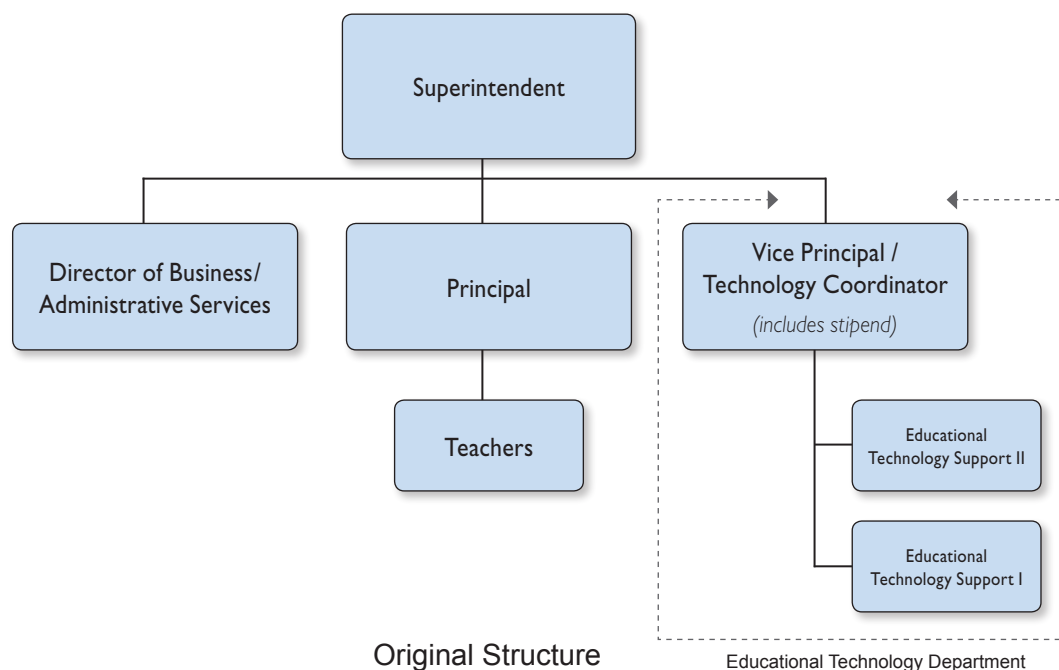 Superintendent
Director of Business/
Administrative Services
Principal
Vice Principal /
Technology Coordinator
(includes stipend)
Teachers
Educational
Technology Support II
Educational
Technology Support I
Original Structure
Educational Technology Department